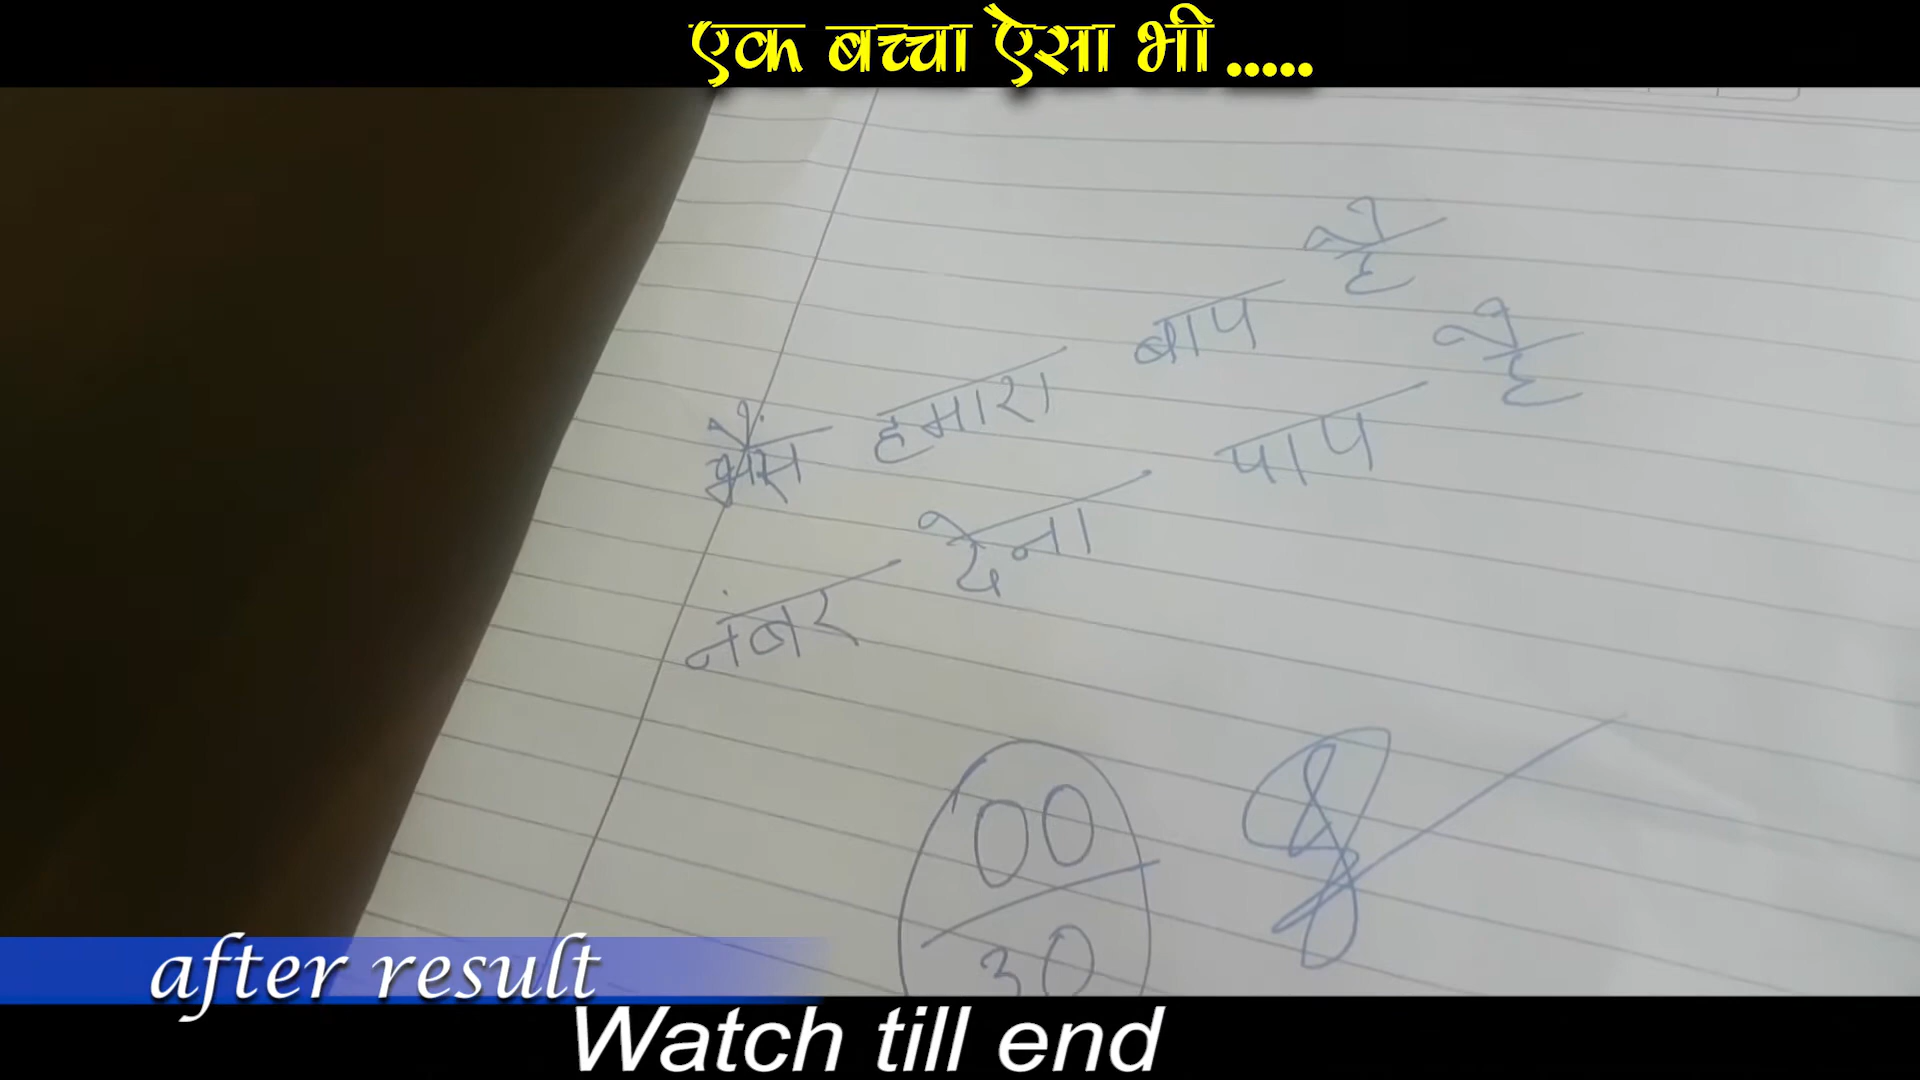 एक बच्चा ऐसा भी.....
भैंस हमारा बाप है
नंबर देना पाप है
00
30
after result
Watch till end